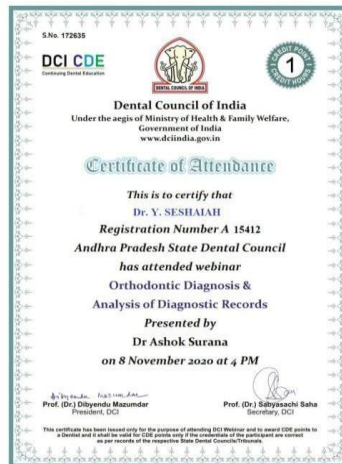 S.No. 172635
DCI CDE
Continuing Dental Education
DENTAL COUNCIL OF INDIA
CREDIT POINT
1
CREDIT HOURS
Dental Council of India
Under the aegis of Ministry of Health & Family Welfare,
Government of India
www.dciindia.gov.in
Certificate of Attendance
This is to certify that
Dr. Y. SESHAIAH
Registration Number A 15412
Andhra Pradesh State Dental Council
has attended webinar
Orthodontic Diagnosis &
Analysis of Diagnostic Records
Presented by
Dr Ashok Surana
on 8 November 2020 at 4 PM
Dibyendu Mazumdar
Prof. (Dr.) Dibyendu Mazumdar
President, DCI
Prof. (Dr.) Sabyasachi Saha
Secretary, DCI
This certificate has been issued only for the purpose of attending DCI Webinar and to award CDE points to
a Dentist and it shall be valid for CDE points only if the credentials of the participant are correct
as per records of the respective State Dental Councils/Tribunals.